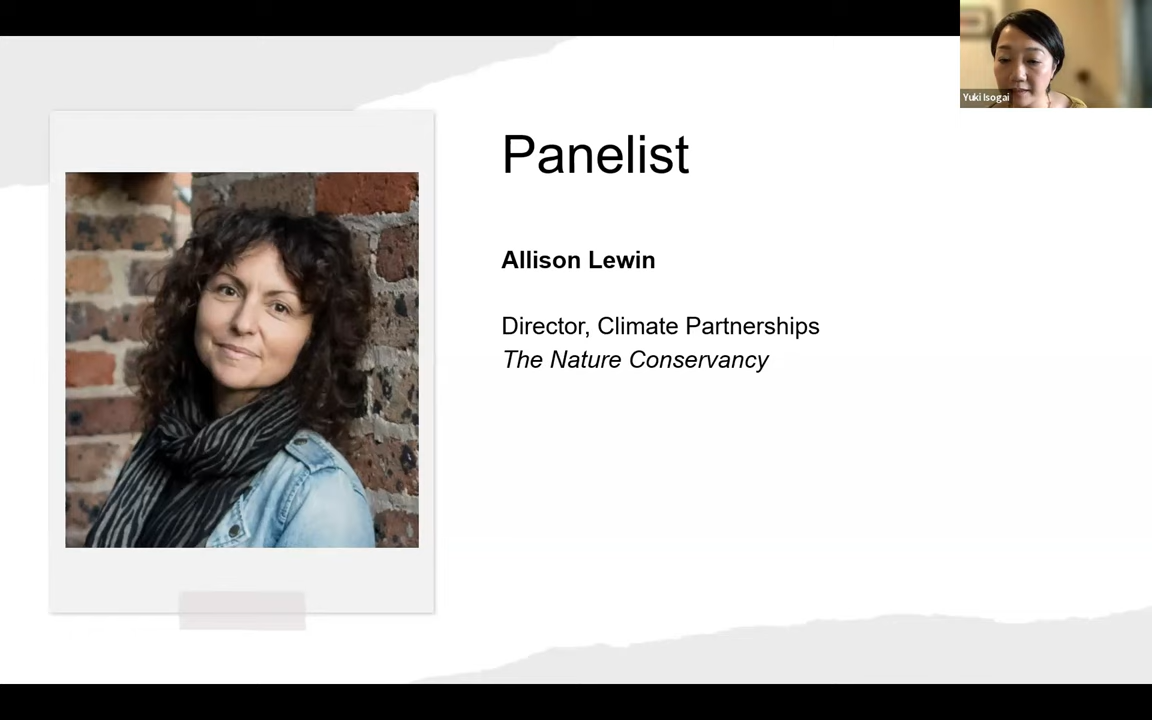 Yuki Isogai
Panelist
Allison Lewin
Director, Climate Partnerships
The Nature Conservancy